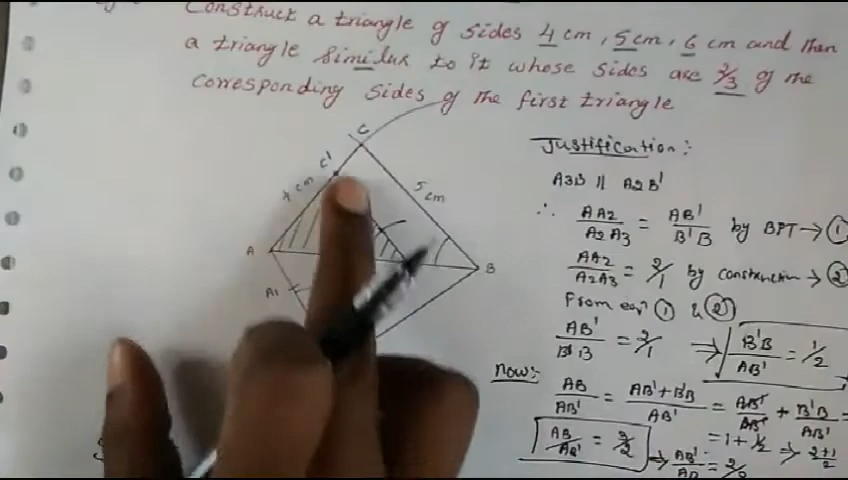 Construct a triangle of sides 4 cm, 5cm, 6 cm and then
a triangle similar to it whose sides are 2/3 of the
corresponding sides of the first triangle
Justification:
A3B || A2B'
∴ AA2/A2A3 = AB'/B'B by BPT → ①
AA2/A2A3 = 2/1 by construction → ②
From eqn ① & ②
AB'/B'B = 2/1 ⇒ B'B/AB' = 1/2
Now:
AB/AB' = AB'+B'B/AB' = AB'/AB' + B'B/AB' =
= 1 + 1/2 ⇒ 2+1/2
AB/AB' = 3/2 → AB'/AB = 2/3
C
C'
4 cm
5 cm
A
B
A1